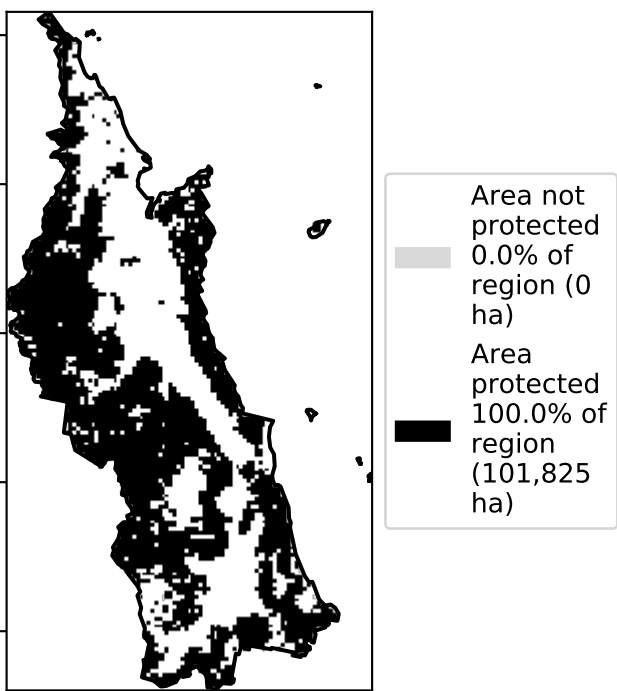 Area not
protected
0.0% of
region (0
ha)
Area
protected
100.0% of
region
(101,825
ha)